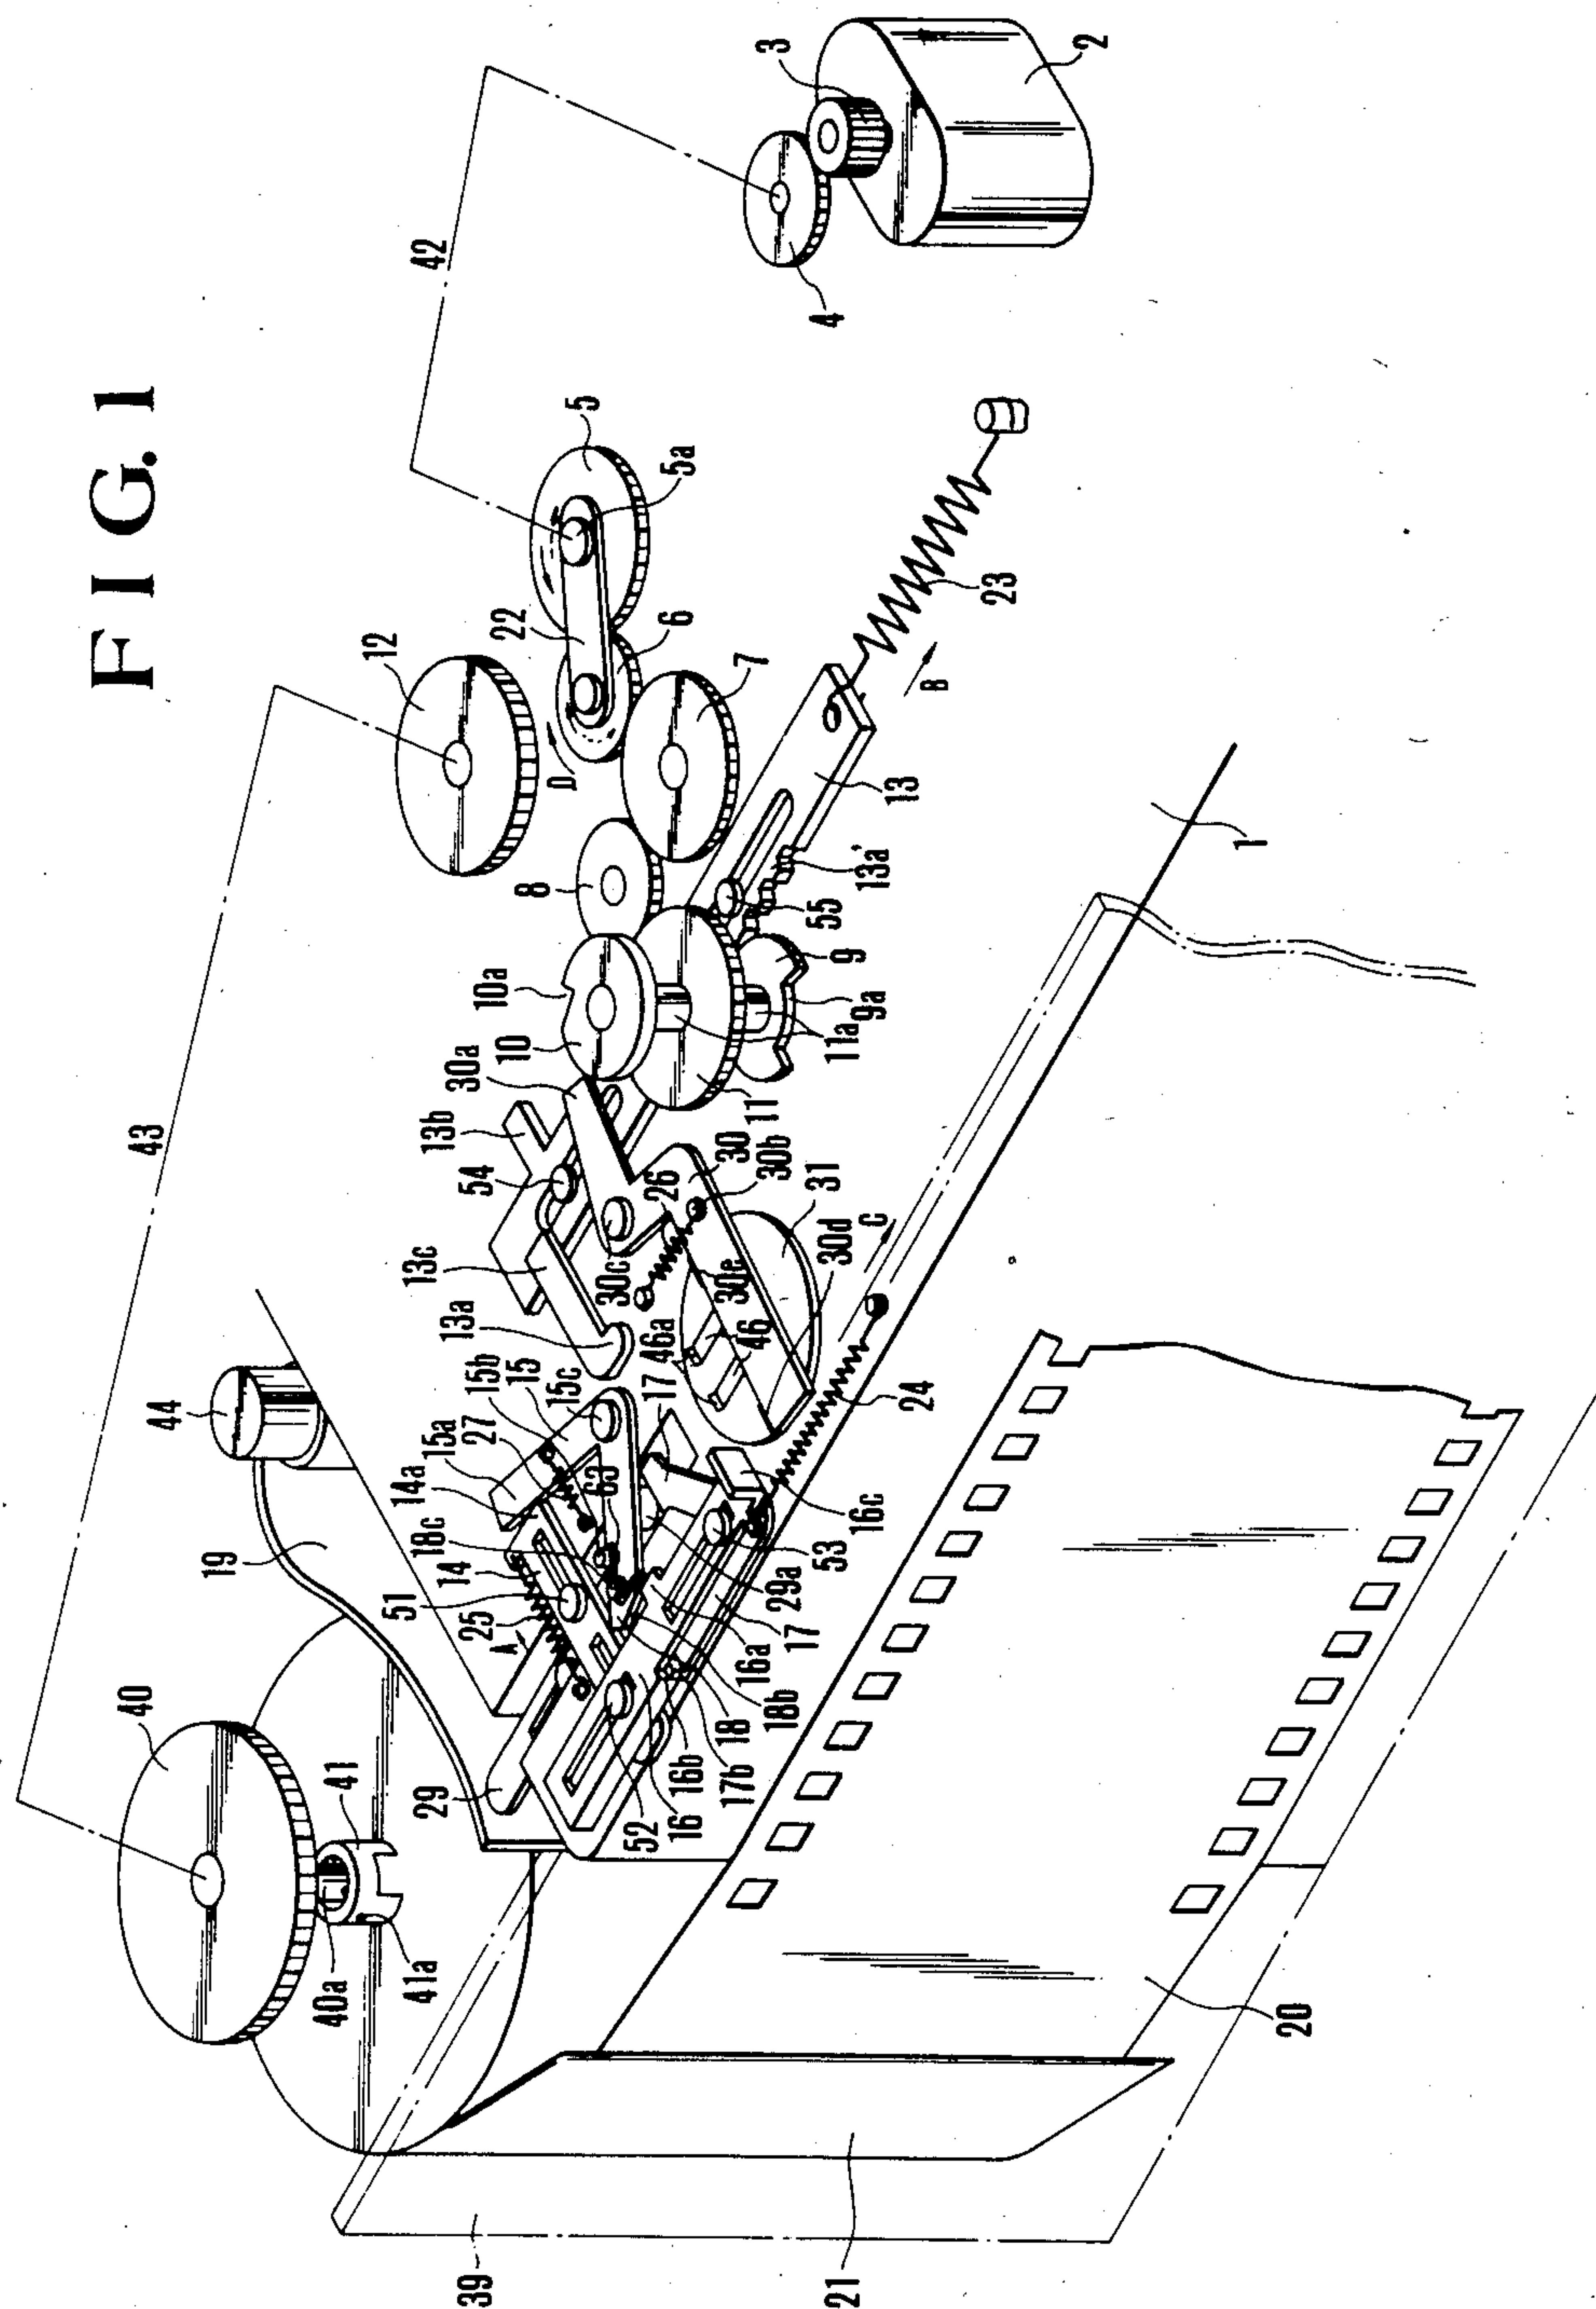 FIG. 1
3
2
42
4
5
5a
12
22
6
23
7
D
B
13
8
13a'
1
55
10a
9
9a
10
11a
30a
11
43
13b
54
30
26
30b
13c
31
30c
30d
C
13a
30e
46a
46
15b
15
15c
17
24
44
15a
27
14a
63
16c
18c
19
14
53
51
29a
25
17
A
16a
18b
40
18
16b
17b
29
16
52
41
40a
41a
20
39
21